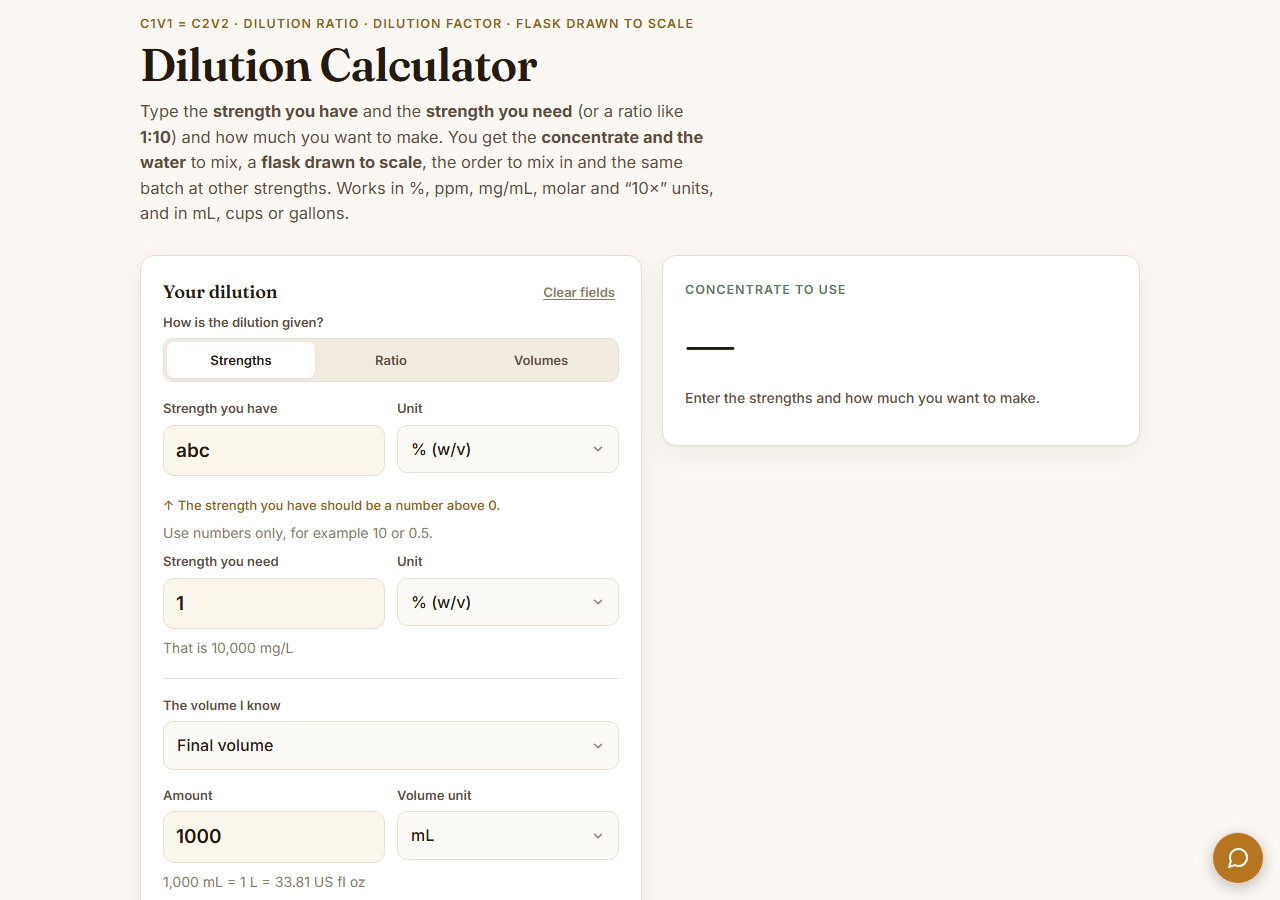 C1V1 = C2V2 · DILUTION RATIO · DILUTION FACTOR · FLASK DRAWN TO SCALE
Dilution Calculator
Type the strength you have and the strength you need (or a ratio like
1:10) and how much you want to make. You get the concentrate and the
water to mix, a flask drawn to scale, the order to mix in and the same
batch at other strengths. Works in %, ppm, mg/mL, molar and “10×” units,
and in mL, cups or gallons.
Your dilution
Clear fields
How is the dilution given?
Strengths Ratio Volumes
Strength you have Unit
abc % (w/v)
↑ The strength you have should be a number above 0.
Use numbers only, for example 10 or 0.5.
Strength you need Unit
1 % (w/v)
That is 10,000 mg/L
The volume I know
Final volume
Amount Volume unit
1000 mL
1,000 mL = 1 L = 33.81 US fl oz
CONCENTRATE TO USE
—
Enter the strengths and how much you want to make.